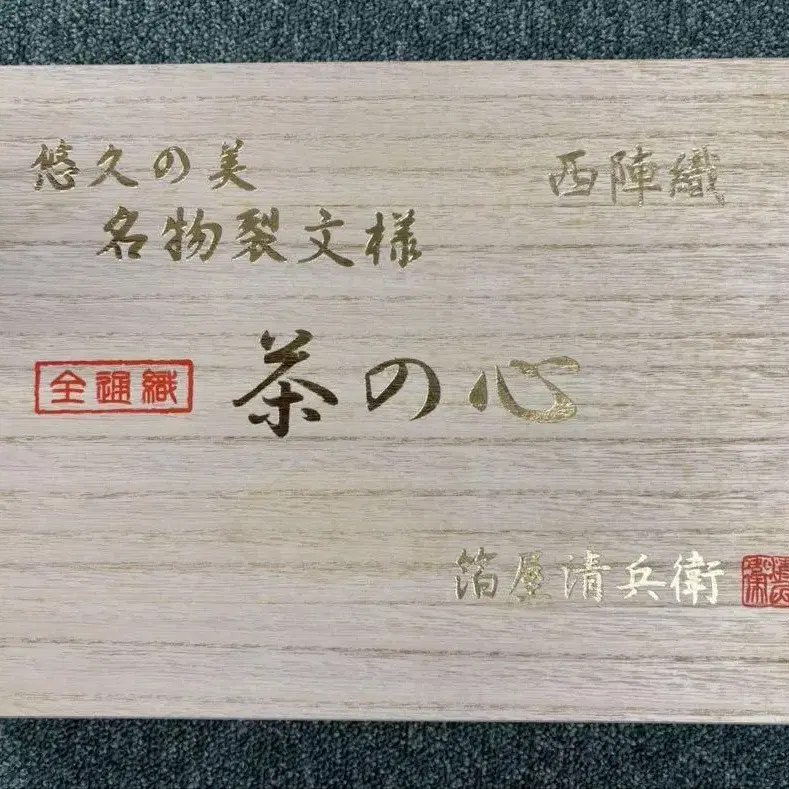 悠久の美
西陣織
名物裂文様
全通織
茶の心
箔屋清兵衛